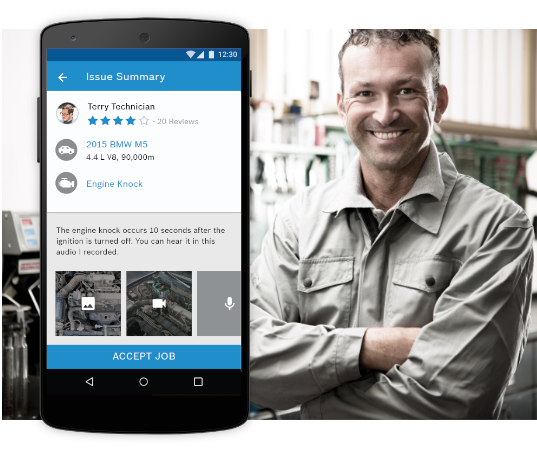 12:30
Issue Summary
Terry Technician
- 20 Reviews
2015 BMW M5
4.4 L V8, 90,000m
Engine Knock
The engine knock occurs 10 seconds after the
ignition is turned off. You can hear it in this
audio I recorded.
ACCEPT JOB